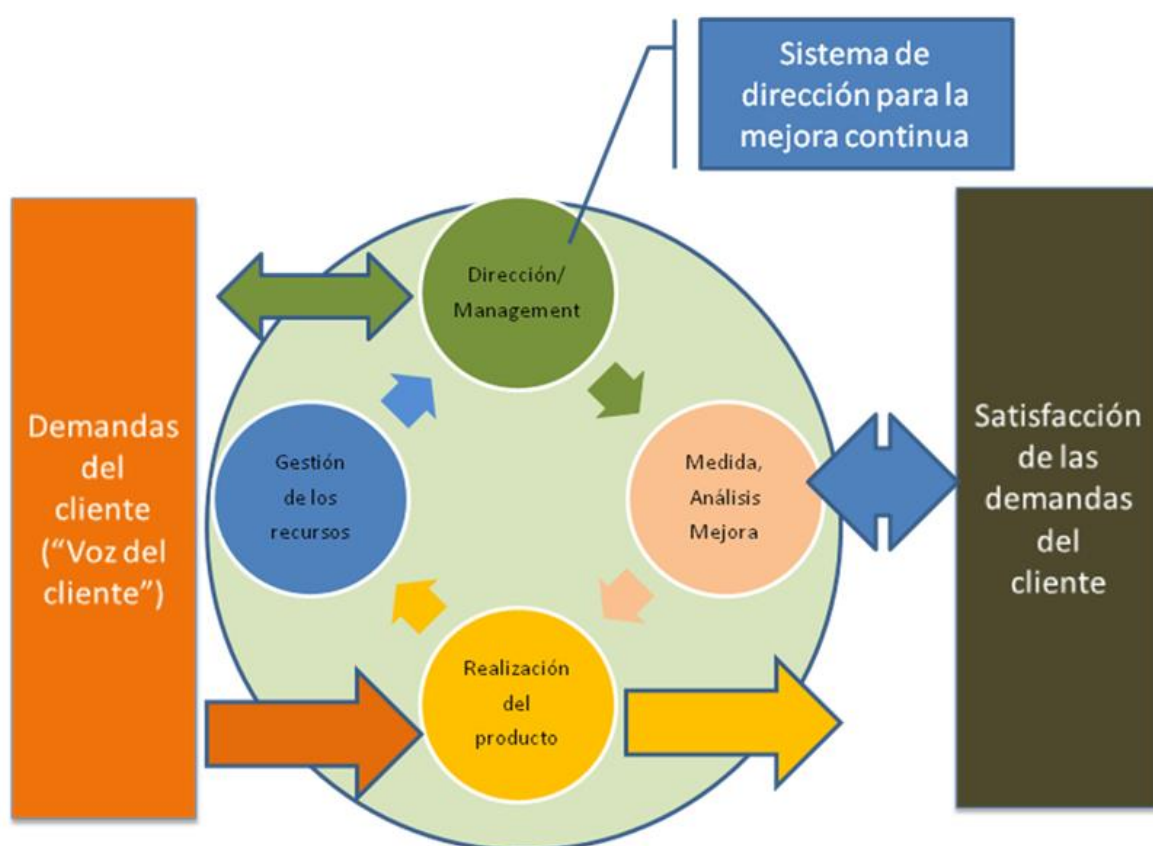 Sistema de
dirección para la
mejora continua
Dirección/
Management
Demandas
del
cliente
(“Voz del
cliente”)
Gestión
de los
recursos
Medida,
Análisis
Mejora
Satisfacción
de las
demandas
del
cliente
Realización
del
producto